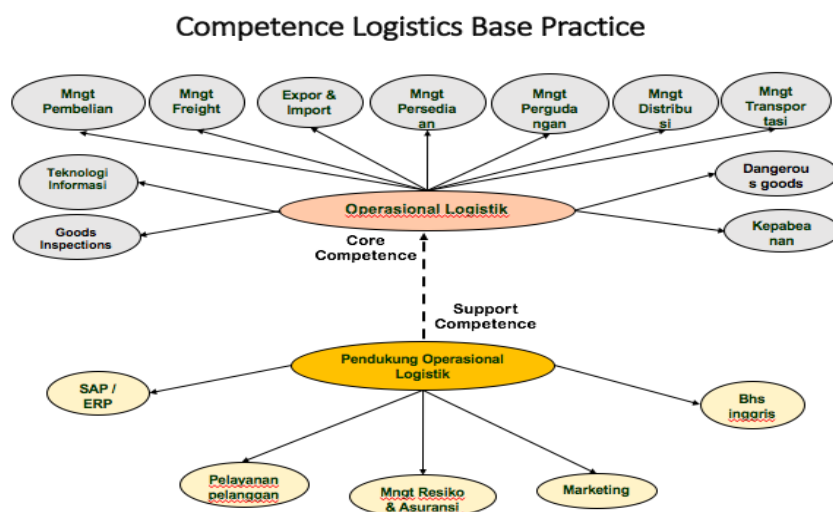 Competence Logistics Base Practice
Mngt
Pembelian
Mngt
Freight
Expor &
Import
Mngt
Persedia
an
Mngt
Perguda
ngan
Mngt
Distribu
si
Mngt
Transpor
tasi
Teknologi
Informasi
Dangerou
s goods
Operasional Logistik
Goods
Inspections
Kepabea
nan
Core
Competence
Support
Competence
Pendukung Operasional
Logistik
SAP /
ERP
Bhs
inggris
Pelayanan
pelanggan
Mngt Resiko
& Asuransi
Marketing